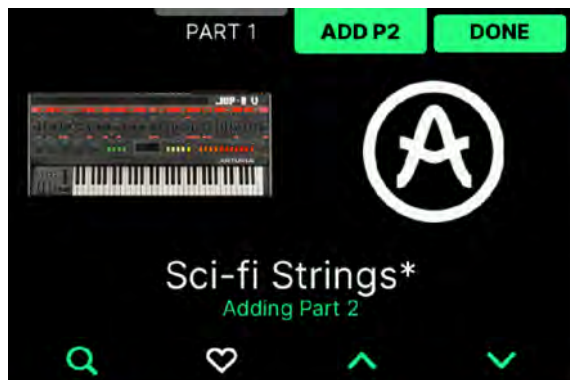 PART 1 ADD P2 DONE
JUP-8 V
ARTURIA
Sci-fi Strings*
Adding Part 2